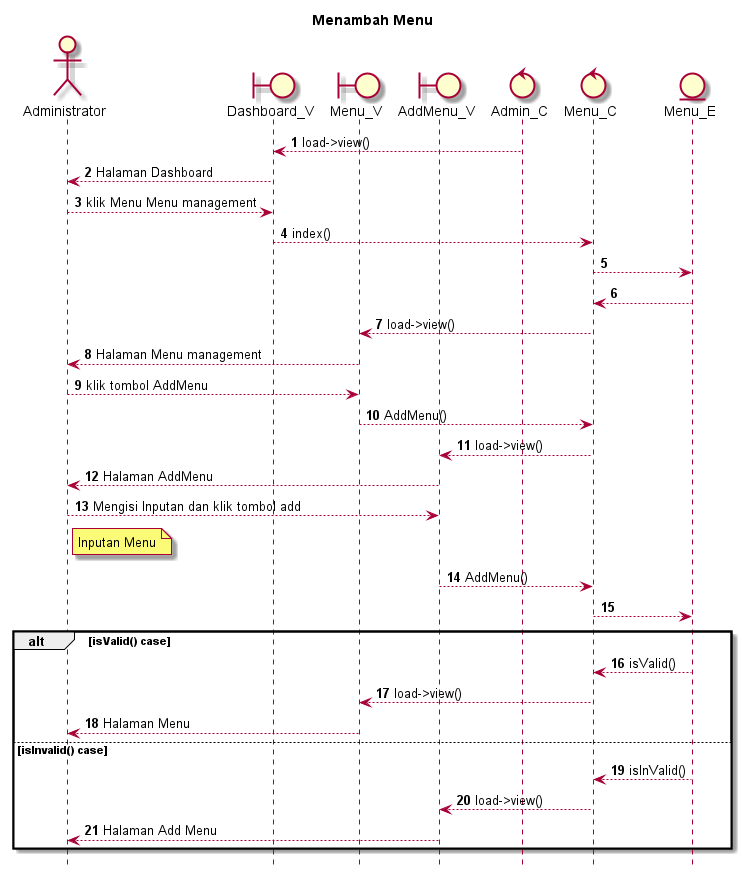 Menambah Menu
Administrator
Dashboard_V
Menu_V
AddMenu_V
Admin_C
Menu_C
Menu_E
1 load->view()
2 Halaman Dashboard
3 klik Menu Menu management
4 index()
5
6
7 load->view()
8 Halaman Menu management
9 klik tombol AddMenu
10 AddMenu()
11 load->view()
12 Halaman AddMenu
13 Mengisi Inputan dan klik tombol add
Inputan Menu
14 AddMenu()
15
alt [isValid() case]
16 isValid()
17 load->view()
18 Halaman Menu
[isInvalid() case]
19 isInValid()
20 load->view()
21 Halaman Add Menu